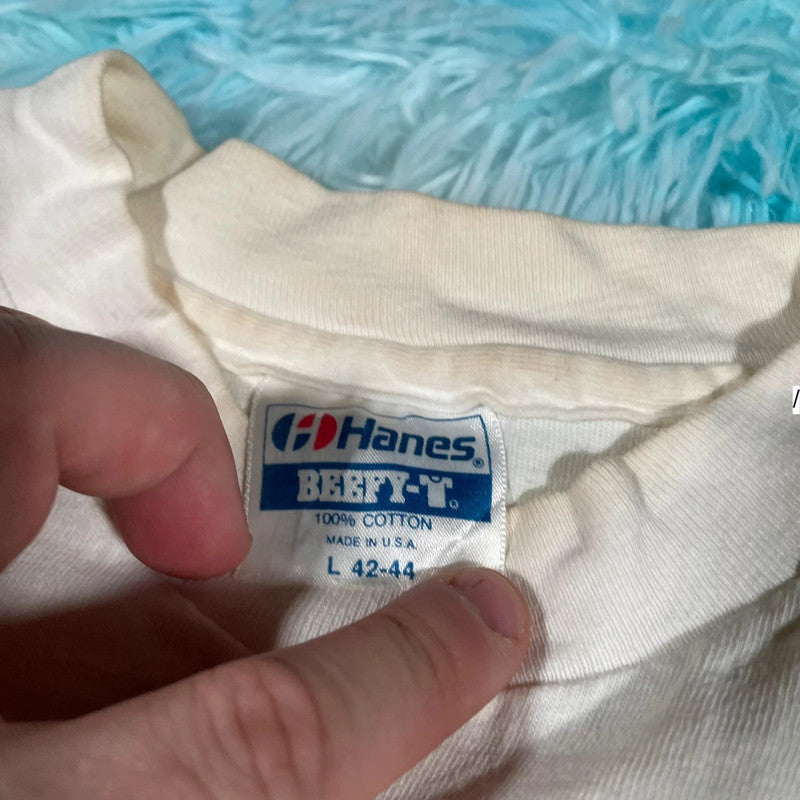 Hanes®
BEEFY-T®
100% COTTON
MADE IN U.S.A.
L 42-44
/